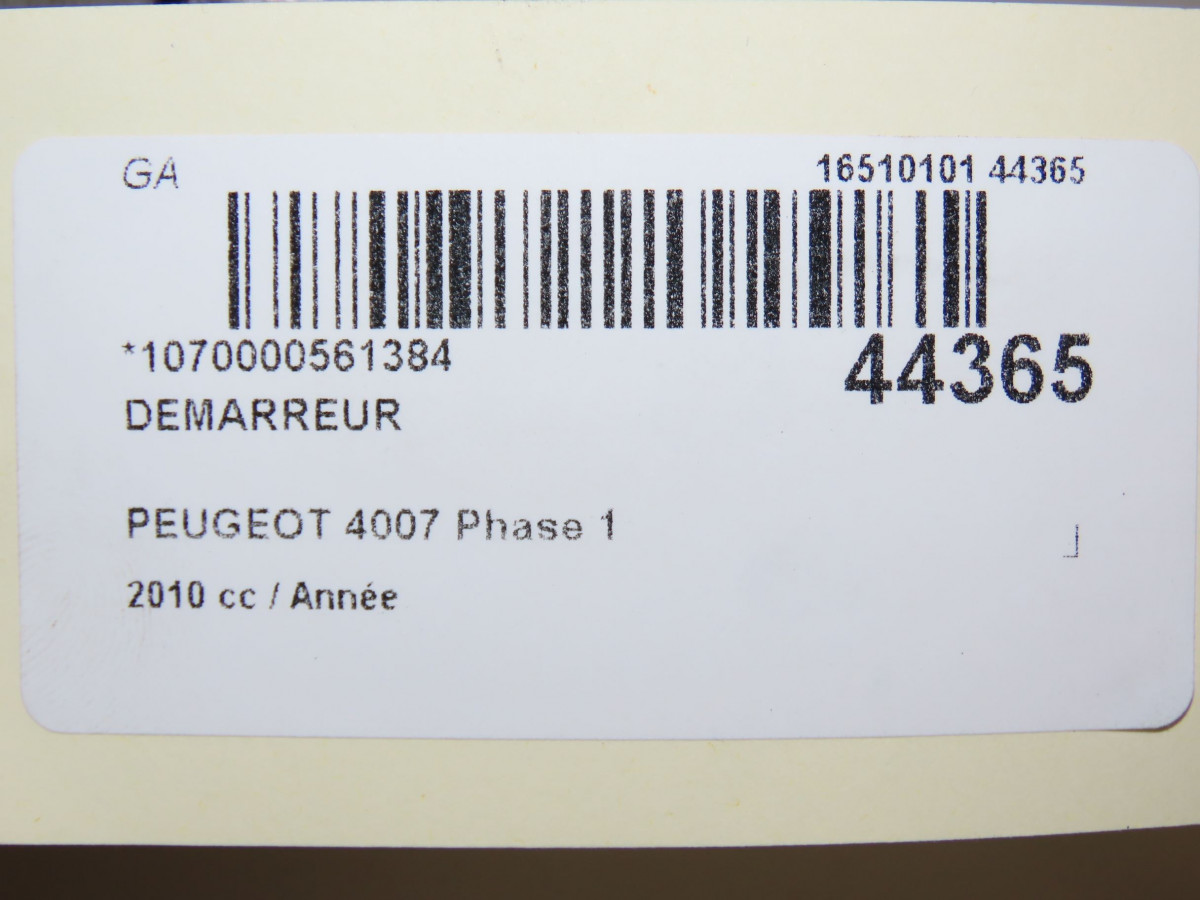 GA 16510101 44365
*1070000561384 44365
DEMARREUR
PEUGEOT 4007 Phase 1
2010 cc / Année